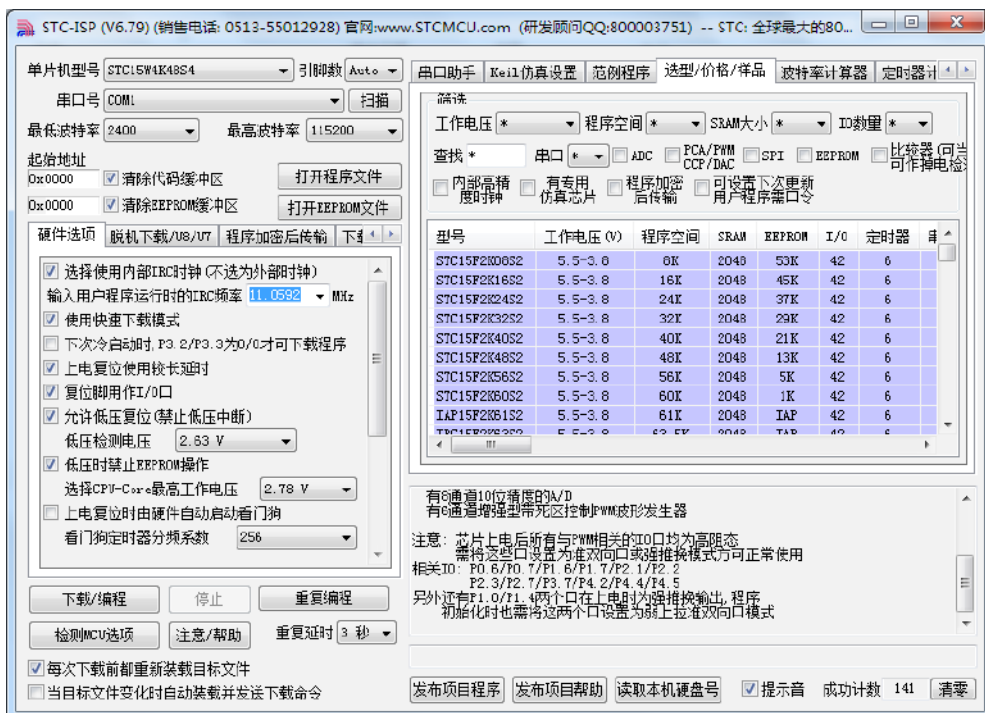 STC-ISP (V6.79) (销售电话: 0513-55012928) 官网:www.STCMCU.com (研发顾问QQ:800003751) -- STC: 全球最大的80...
单片机型号 STC15W4K48S4 引脚数 Auto
串口号 COM1 扫描
最低波特率 2400 最高波特率 115200
起始地址
0x0000 清除代码缓冲区 打开程序文件
0x0000 清除EEPROM缓冲区 打开EEPROM文件
硬件选项 脱机下载/U8/U7 程序加密后传输 下载
选择使用内部IRC时钟(不选为外部时钟)
输入用户程序运行时的IRC频率 11.0592 MHz
使用快速下载模式
下次冷启动时,P3.2/P3.3为0/0才可下载程序
上电复位使用较长延时
复位脚用作I/O口
允许低压复位(禁止低压中断)
低压检测电压 2.63 V
低压时禁止EEPROM操作
选择CPU-Core最高工作电压 2.78 V
上电复位时由硬件自动启动看门狗
看门狗定时器分频系数 256
下载/编程 停止 重复编程
检测MCU选项 注意/帮助 重复延时 3 秒
每次下载前都重新装载目标文件
当目标文件变化时自动装载并发送下载命令
串口助手 Keil仿真设置 范例程序 选型/价格/样品 波特率计算器 定时器计
筛选
工作电压 * 程序空间 * SRAM大小 * IO数量 *
查找 * 串口 * ADC PCA/PWM CCP/DAC SPI EEPROM 比较器(可当 可作掉电检
内部高精度时钟 有专用仿真芯片 程序加密后传输 可设置下次更新用户程序需口令
型号 工作电压(V) 程序空间 SRAM EEPROM I/O 定时器 串
STC15F2K08S2 5.5-3.8 8K 2048 53K 42 6
STC15F2K16S2 5.5-3.8 16K 2048 45K 42 6
STC15F2K24S2 5.5-3.8 24K 2048 37K 42 6
STC15F2K32S2 5.5-3.8 32K 2048 29K 42 6
STC15F2K40S2 5.5-3.8 40K 2048 21K 42 6
STC15F2K48S2 5.5-3.8 48K 2048 13K 42 6
STC15F2K56S2 5.5-3.8 56K 2048 5K 42 6
STC15F2K60S2 5.5-3.8 60K 2048 1K 42 6
IAP15F2K61S2 5.5-3.8 61K 2048 IAP 42 6
有8通道10位精度的A/D
有6通道增强型带死区控制PWM波形发生器
注意: 芯片上电后所有与PWM相关的IO口均为高阻态
需将这些口设置为准双向口或强推挽模式方可正常使用
相关IO: P0.6/P0.7/P1.6/P1.7/P2.1/P2.2
P2.3/P2.7/P3.7/P4.2/P4.4/P4.5
另外还有P1.0/P1.4两个口在上电时为强推挽输出,程序
初始化时也需将这两个口设置为弱上拉准双向口模式
发布项目程序 发布项目帮助 读取本机硬盘号 提示音 成功计数 141 清零